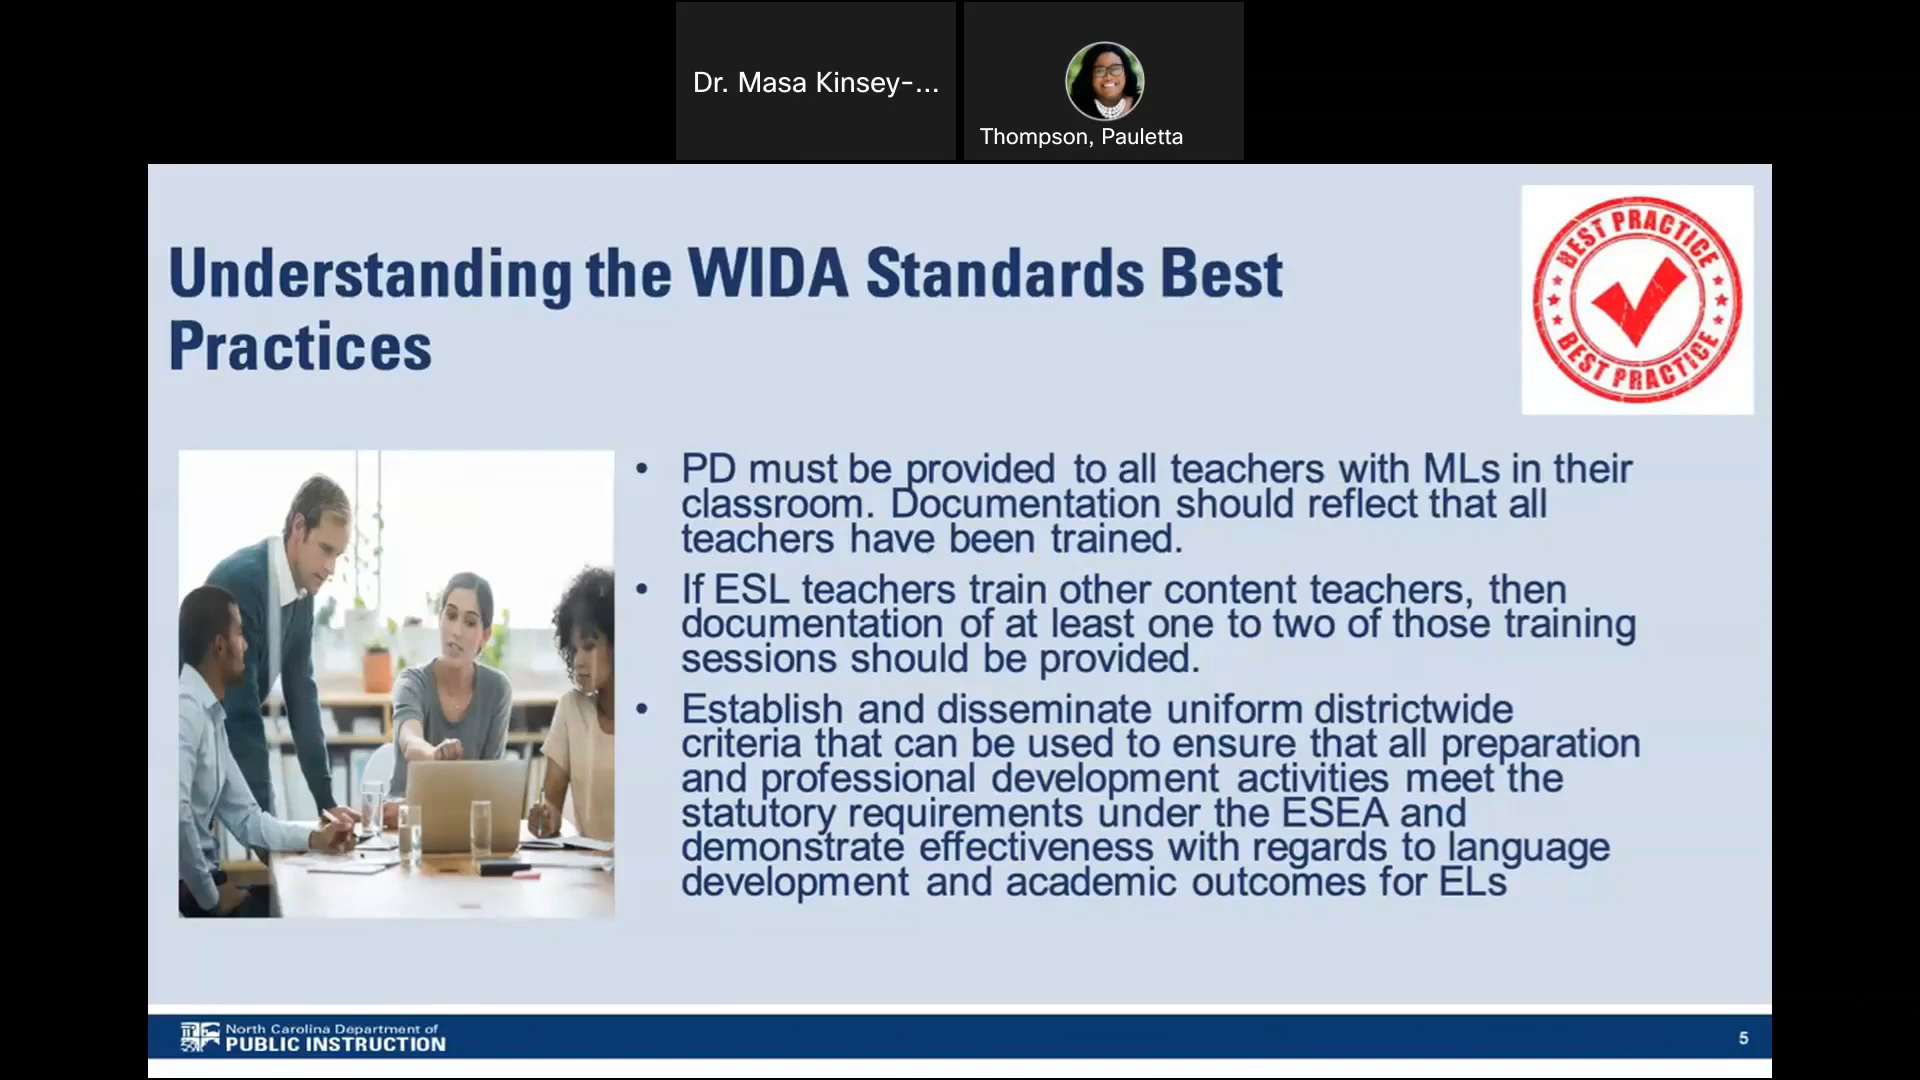 Dr. Masa Kinsey-...
Thompson, Pauletta
Understanding the WIDA Standards Best
Practices
BEST PRACTICE
BEST PRACTICE
• PD must be provided to all teachers with MLs in their
classroom. Documentation should reflect that all
teachers have been trained.
• If ESL teachers train other content teachers, then
documentation of at least one to two of those training
sessions should be provided.
• Establish and disseminate uniform districtwide
criteria that can be used to ensure that all preparation
and professional development activities meet the
statutory requirements under the ESEA and
demonstrate effectiveness with regards to language
development and academic outcomes for ELs
North Carolina Department of
PUBLIC INSTRUCTION
5